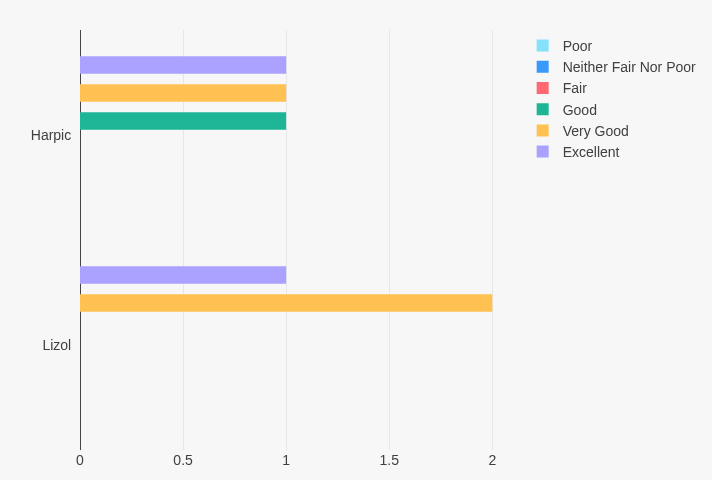 Poor
Neither Fair Nor Poor
Fair
Good
Very Good
Excellent
Harpic
Lizol
0 0.5 1 1.5 2